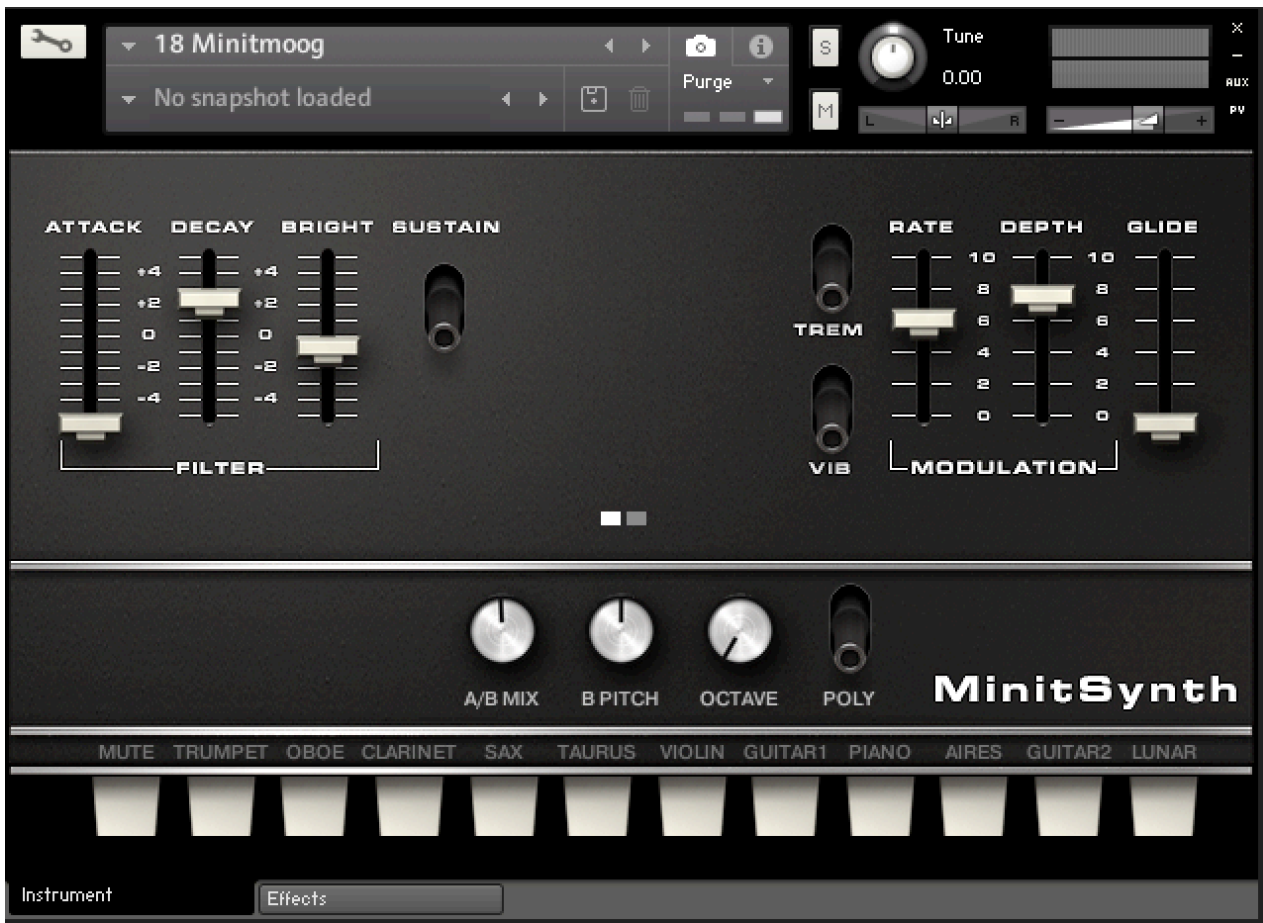 18 Minitmoog
S
Tune
X
Purge
0.00
AUX
No snapshot loaded
M
L R
- +
PV
ATTACK DECAY BRIGHT SUSTAIN
RATE DEPTH GLIDE
+4 +4 10 10
+2 +2 8 8
0 0 6 6
-2 -2 4 4
-4 -4 2 2
0 0
TREM
FILTER
VIB
MODULATION
A/B MIX B PITCH OCTAVE POLY
MinitSynth
MUTE TRUMPET OBOE CLARINET SAX TAURUS VIOLIN GUITAR1 PIANO AIRES GUITAR2 LUNAR
Instrument Effects